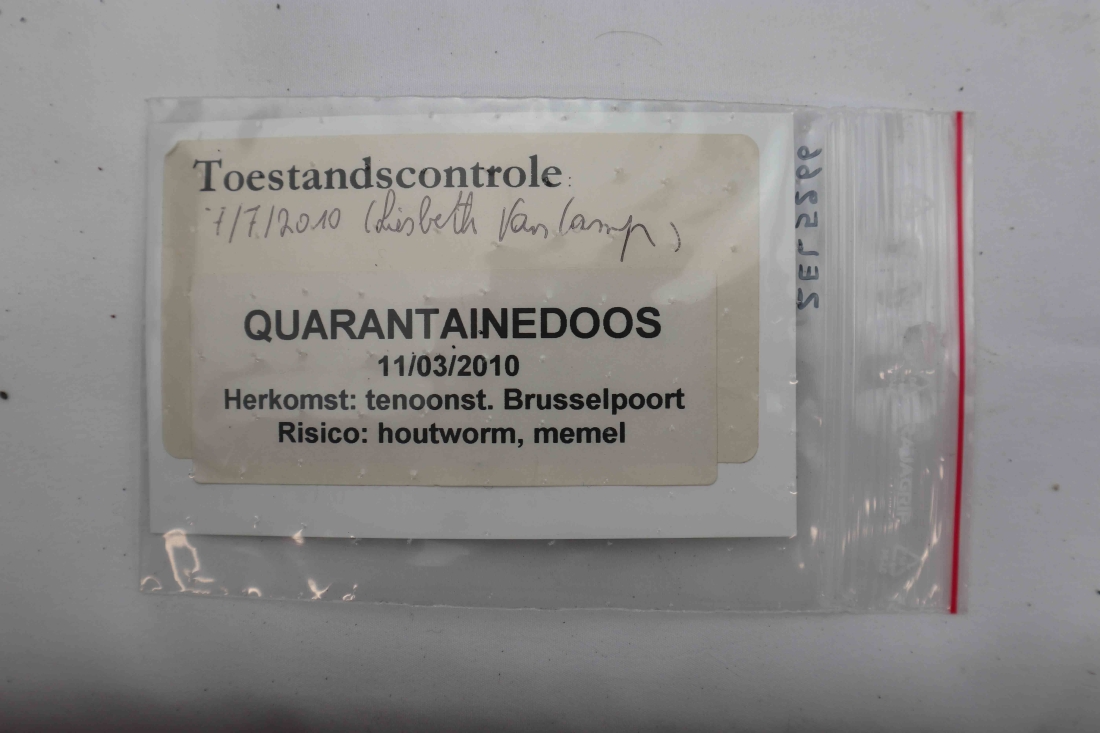 Toestandscontrole:
7/7/2010 (Liesbeth Van Camp)
QUARANTAINEDOOS
11/03/2010
Herkomst: tenoonst. Brusselpoort
Risico: houtworm, memel